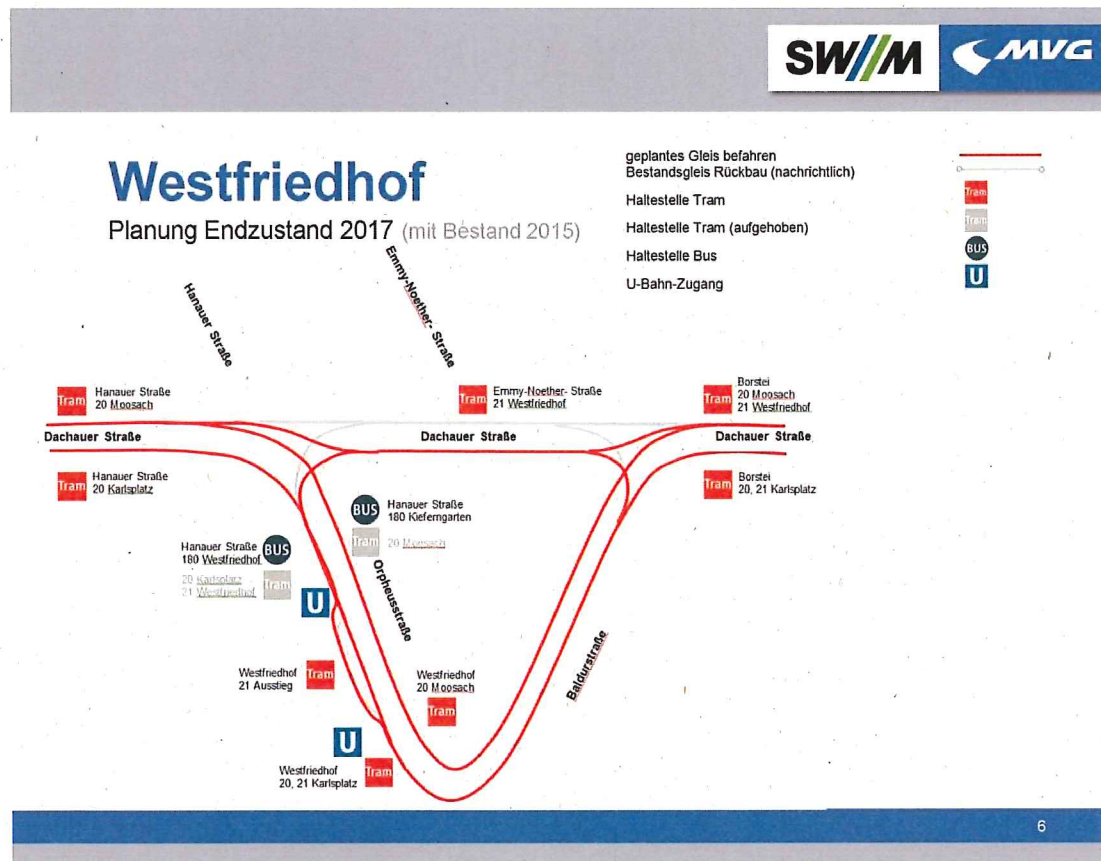 SW//M
MVG
Westfriedhof
Planung Endzustand 2017 (mit Bestand 2015)
geplantes Gleis befahren
Bestandsgleis Rückbau (nachrichtlich)
Haltestelle Tram
Tram
Haltestelle Tram (aufgehoben)
Tram
Haltestelle Bus
BUS
U-Bahn-Zugang
U
Hanauer Straße
Emmy-Noether- Straße
Tram
Hanauer Straße
20 Moosach
Tram
Emmy-Noether- Straße
21 Westfriedhof
Tram
Borstei
20 Moosach
21 Westfriedhof
Dachauer Straße
Dachauer Straße
Dachauer Straße
Tram
Hanauer Straße
20 Karlsplatz
Tram
Borstei
20, 21 Karlsplatz
BUS
Hanauer Straße
180 Kieferngarten
Tram
20 Moosach
Hanauer Straße
180 Westfriedhof
BUS
20 Karlsplatz
21 Westfriedhof
Tram
U
Orpheusstraße
Baldurstraße
Westfriedhof
21 Ausstieg
Tram
Westfriedhof
20 Moosach
Tram
U
Westfriedhof
20, 21 Karlsplatz
Tram
6